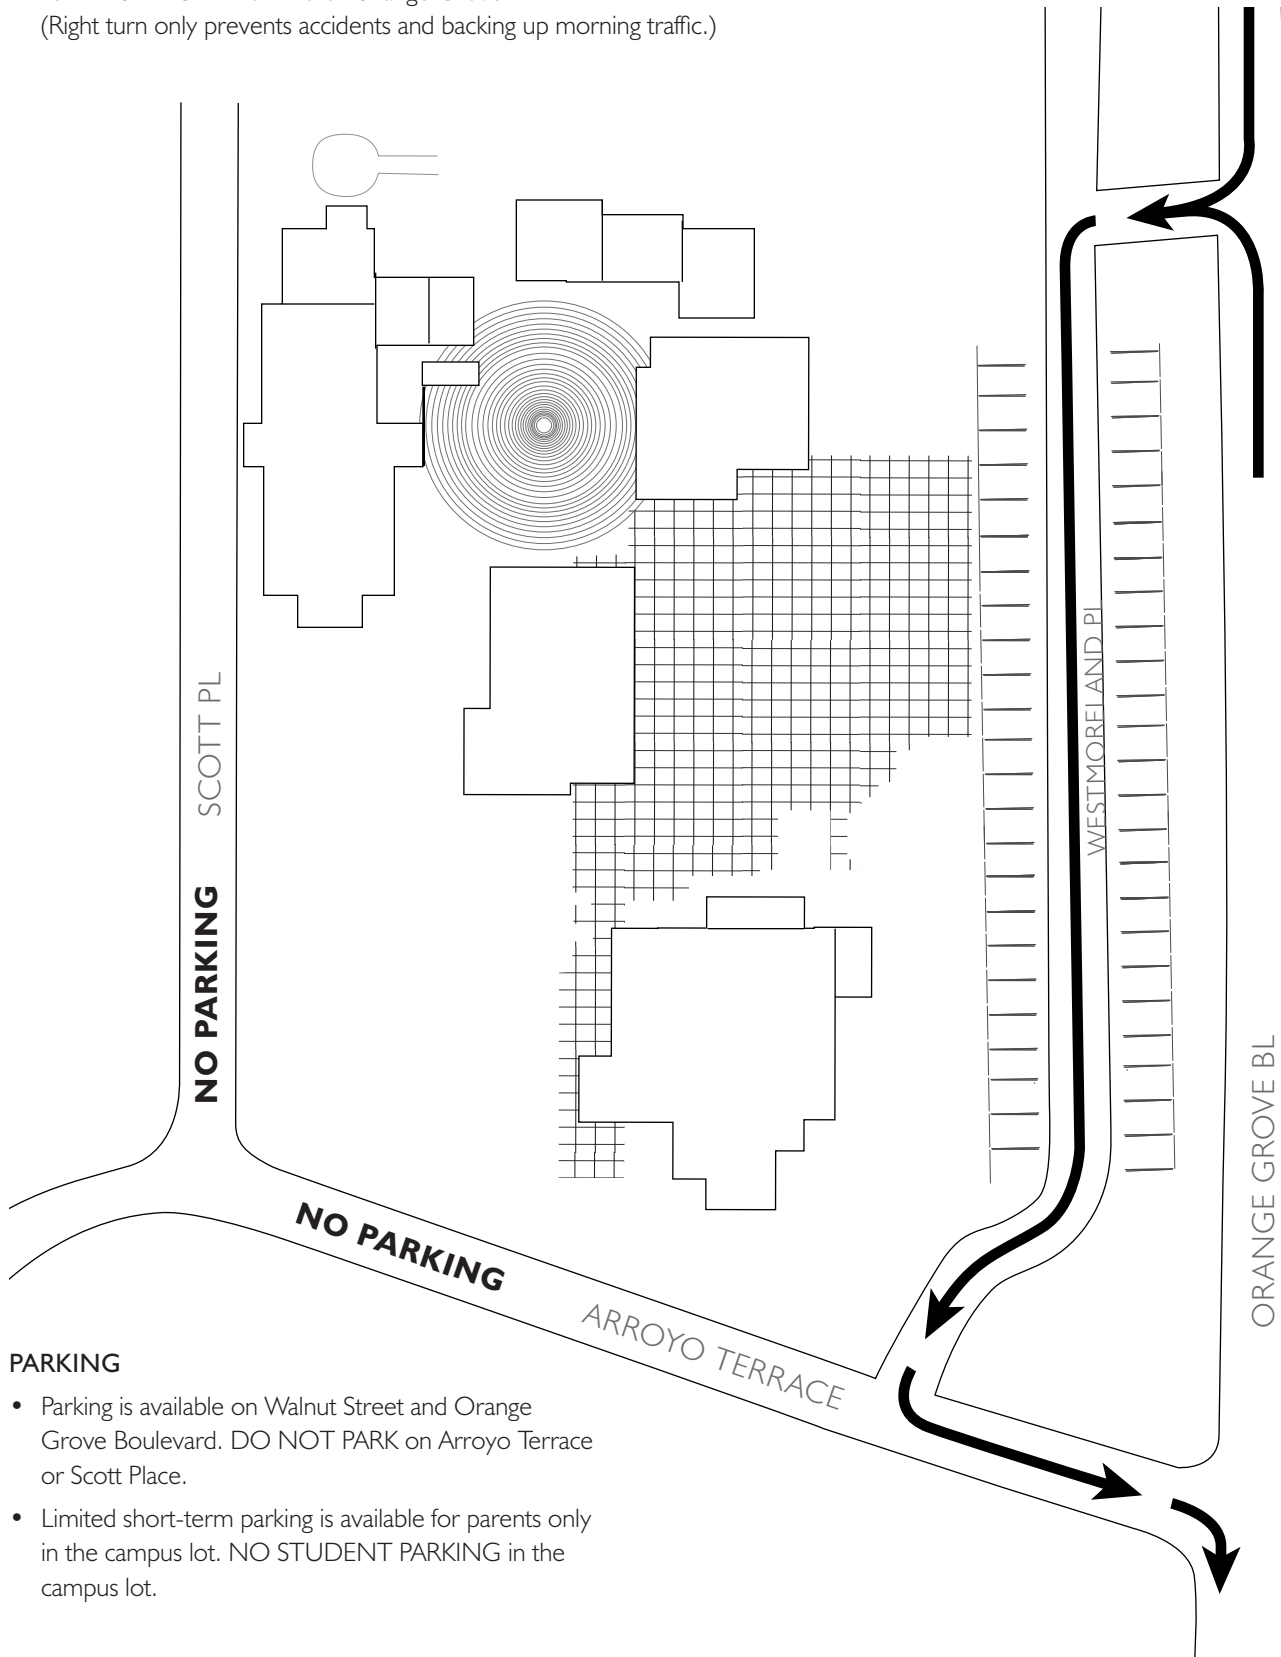 (Right turn only prevents accidents and backing up morning traffic.)
SCOTT PL
NO PARKING
WESTMORELAND PL
ORANGE GROVE BL
NO PARKING
ARROYO TERRACE
PARKING
• Parking is available on Walnut Street and Orange
Grove Boulevard. DO NOT PARK on Arroyo Terrace
or Scott Place.
• Limited short-term parking is available for parents only
in the campus lot. NO STUDENT PARKING in the
campus lot.